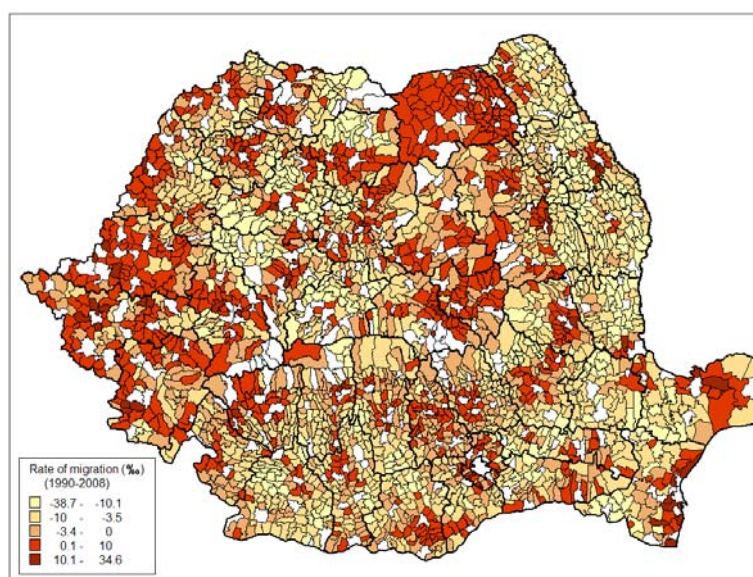 Rate of migration (‰)
(1990-2008)
-38.7 - -10.1
-10 - -3.5
-3.4 - 0
0.1 - 10
10.1 - 34.6